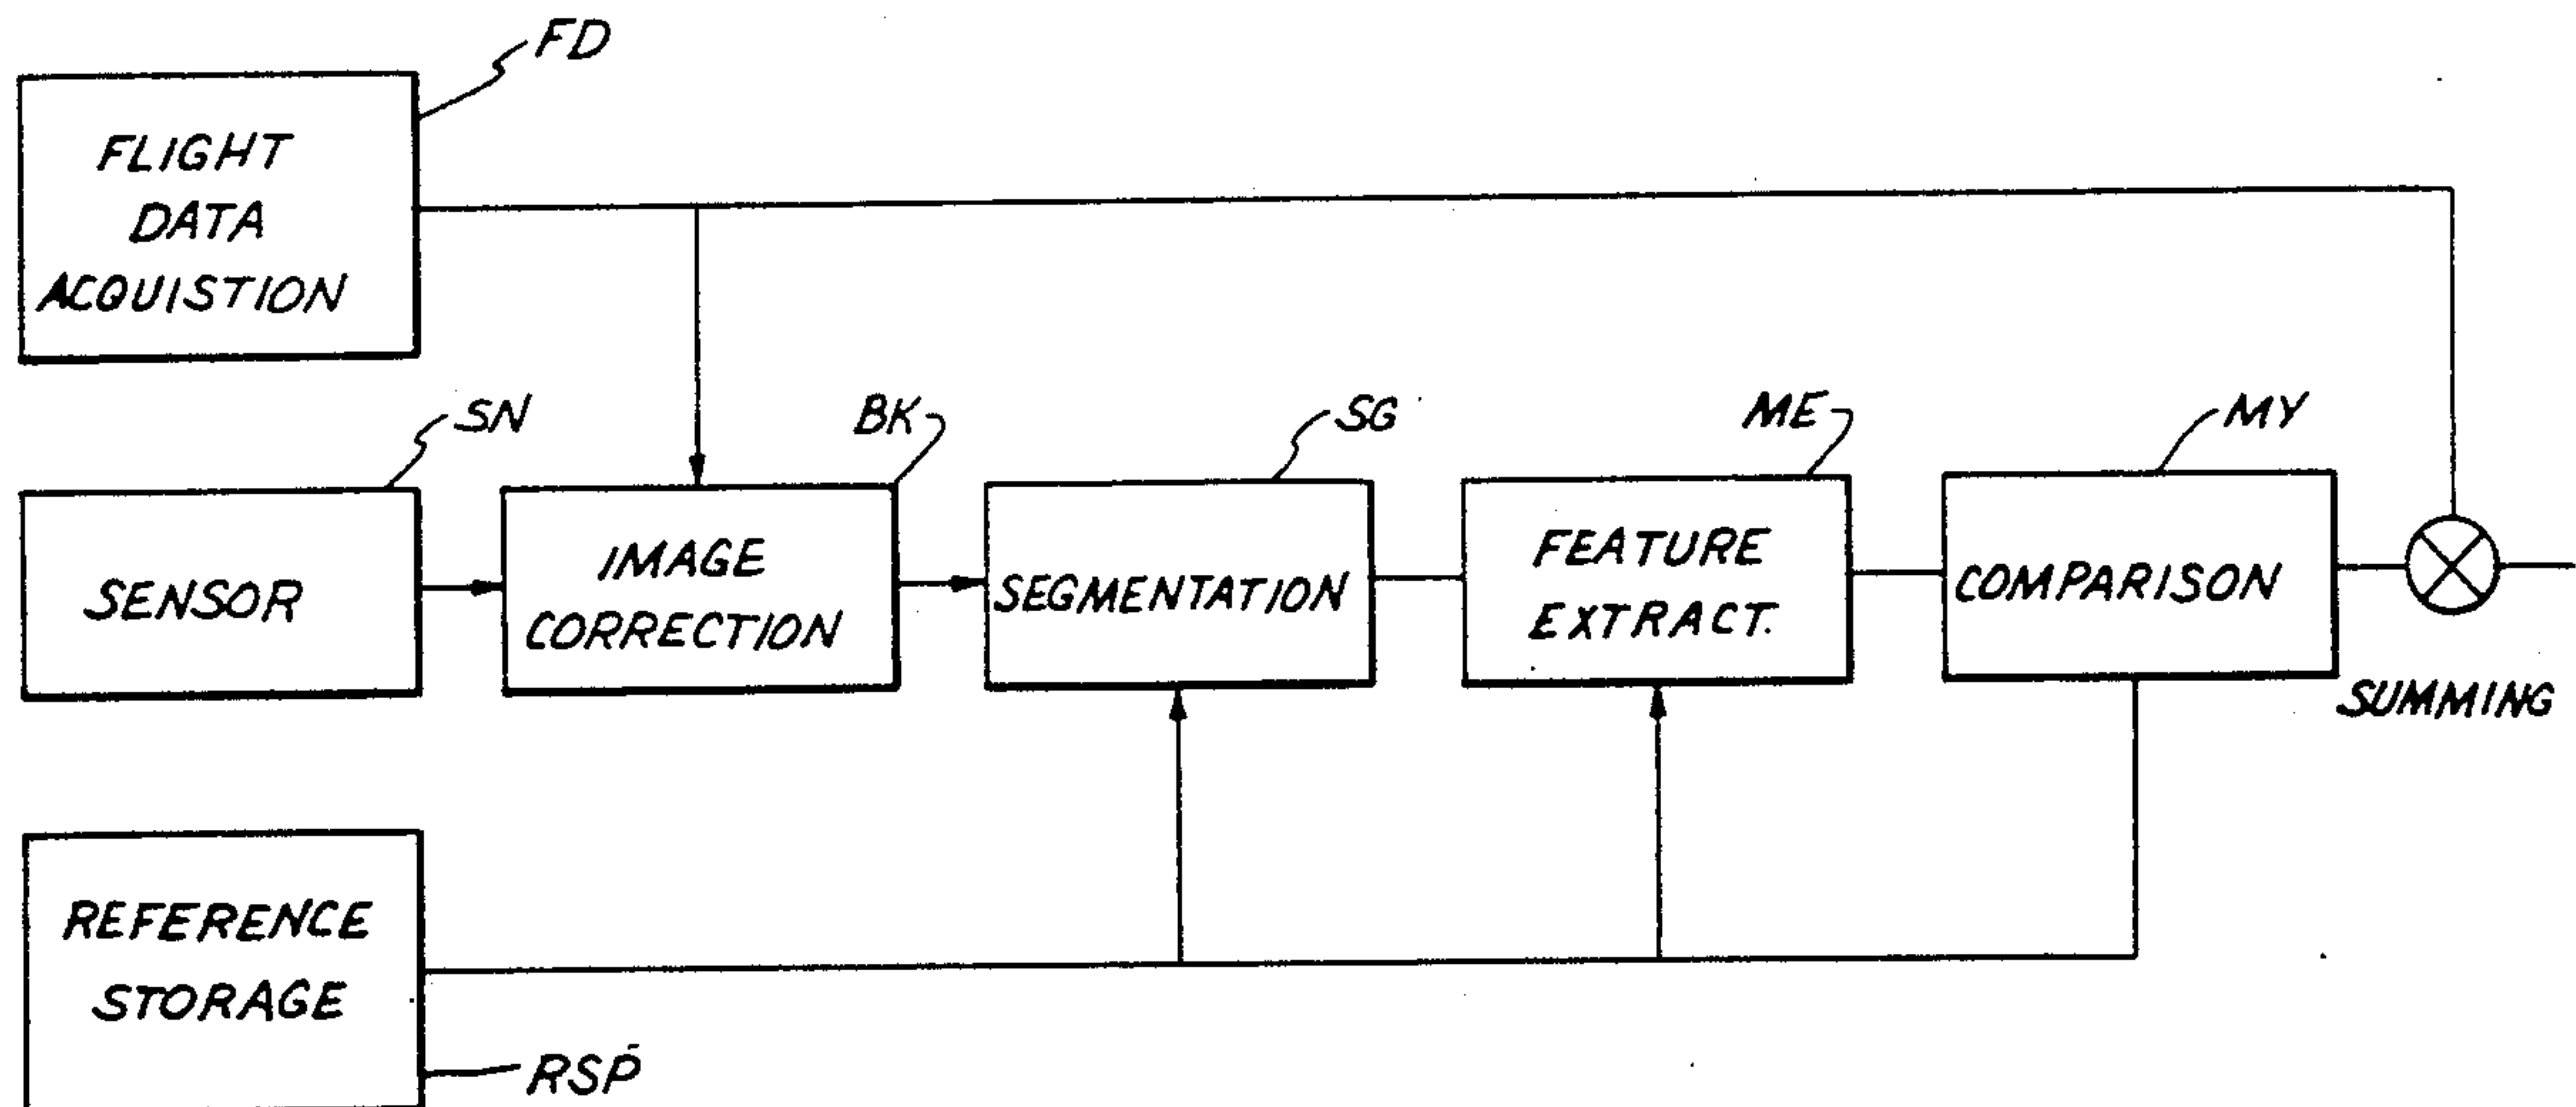 FD
FLIGHT
DATA
ACQUISTION
SN
BK
SG
ME
MY
SENSOR
IMAGE
CORRECTION
SEGMENTATION
FEATURE
EXTRACT.
COMPARISON
SUMMING
REFERENCE
STORAGE
RSP